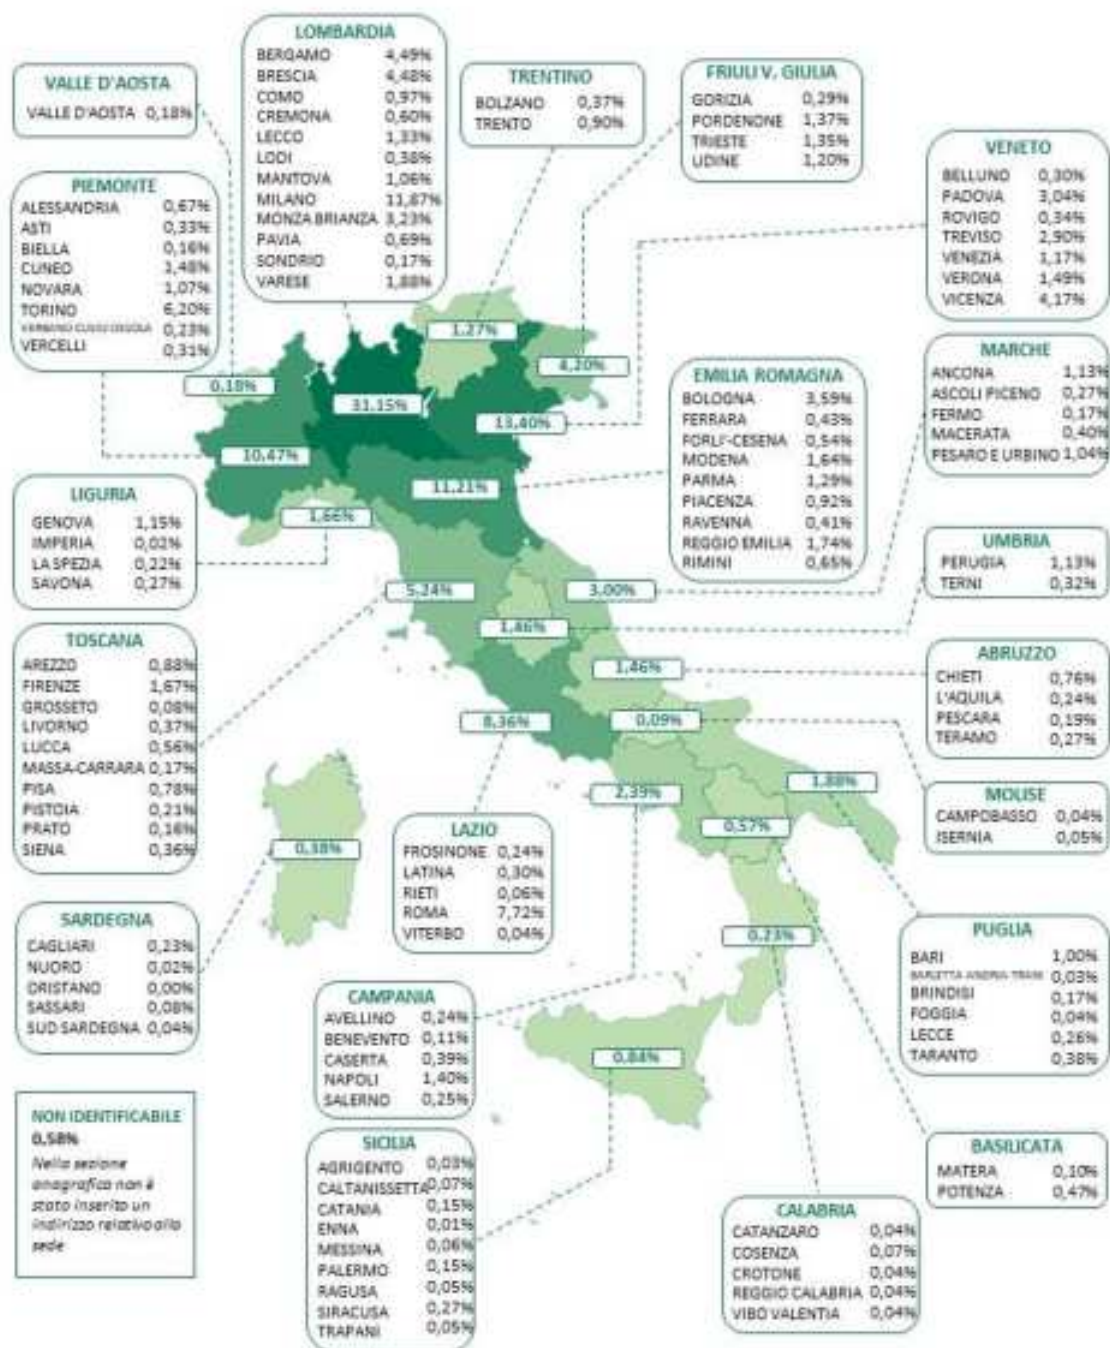 LOMBARDIA
BERGAMO 4,49%
BRESCIA 4,48%
COMO 0,97%
CREMONA 0,60%
LECCO 1,33%
LODI 0,38%
MANTOVA 1,06%
MILANO 11,87%
MONZA BRIANZA 3,23%
PAVIA 0,69%
SONDRIO 0,17%
VARESE 1,88%
VALLE D'AOSTA
VALLE D'AOSTA 0,18%
TRENTINO
BOLZANO 0,37%
TRENTO 0,90%
FRIULI V. GIULIA
GORIZIA 0,29%
PORDENONE 1,37%
TRIESTE 1,35%
UDINE 1,20%
VENETO
BELLUNO 0,30%
PADOVA 3,04%
ROVIGO 0,34%
TREVISO 2,90%
VENEZIA 1,17%
VERONA 1,49%
VICENZA 4,17%
PIEMONTE
ALESSANDRIA 0,67%
ASTI 0,33%
BIELLA 0,16%
CUNEO 1,48%
NOVARA 1,07%
TORINO 6,20%
VERBANO CUSIO OSSOLA 0,23%
VERCELLI 0,31%
1,27%
4,20%
0,18%
31,15%
13,40%
10,47%
11,21%
1,66%
EMILIA ROMAGNA
BOLOGNA 3,59%
FERRARA 0,43%
FORLI'-CESENA 0,54%
MODENA 1,64%
PARMA 1,29%
PIACENZA 0,92%
RAVENNA 0,41%
REGGIO EMILIA 1,74%
RIMINI 0,65%
MARCHE
ANCONA 1,13%
ASCOLI PICENO 0,27%
FERMO 0,17%
MACERATA 0,40%
PESARO E URBINO 1,04%
LIGURIA
GENOVA 1,15%
IMPERIA 0,02%
LA SPEZIA 0,22%
SAVONA 0,27%
UMBRIA
PERUGIA 1,13%
TERNI 0,32%
5,24%
3,00%
1,46%
1,46%
8,36%
0,09%
2,39%
1,88%
0,57%
0,38%
0,23%
0,84%
TOSCANA
AREZZO 0,88%
FIRENZE 1,67%
GROSSETO 0,08%
LIVORNO 0,37%
LUCCA 0,56%
MASSA-CARRARA 0,17%
PISA 0,78%
PISTOIA 0,21%
PRATO 0,16%
SIENA 0,36%
ABRUZZO
CHIETI 0,76%
L'AQUILA 0,24%
PESCARA 0,19%
TERAMO 0,27%
MOLISE
CAMPOBASSO 0,04%
ISERNIA 0,05%
LAZIO
FROSINONE 0,24%
LATINA 0,30%
RIETI 0,06%
ROMA 7,72%
VITERBO 0,04%
SARDEGNA
CAGLIARI 0,23%
NUORO 0,02%
ORISTANO 0,00%
SASSARI 0,08%
SUD SARDEGNA 0,04%
PUGLIA
BARI 1,00%
BARLETTA-ANDRIA-TRANI 0,03%
BRINDISI 0,17%
FOGGIA 0,04%
LECCE 0,26%
TARANTO 0,38%
CAMPANIA
AVELLINO 0,24%
BENEVENTO 0,11%
CASERTA 0,39%
NAPOLI 1,40%
SALERNO 0,25%
NON IDENTIFICABILE
0,58%
Nella sezione
anagrafica non è
stato inserito un
indirizzo relativo alla
sede
SICILIA
AGRIGENTO 0,03%
CALTANISSETTA 0,07%
CATANIA 0,15%
ENNA 0,01%
MESSINA 0,06%
PALERMO 0,15%
RAGUSA 0,05%
SIRACUSA 0,27%
TRAPANI 0,05%
BASILICATA
MATERA 0,10%
POTENZA 0,47%
CALABRIA
CATANZARO 0,04%
COSENZA 0,07%
CROTONE 0,04%
REGGIO CALABRIA 0,04%
VIBO VALENTIA 0,04%